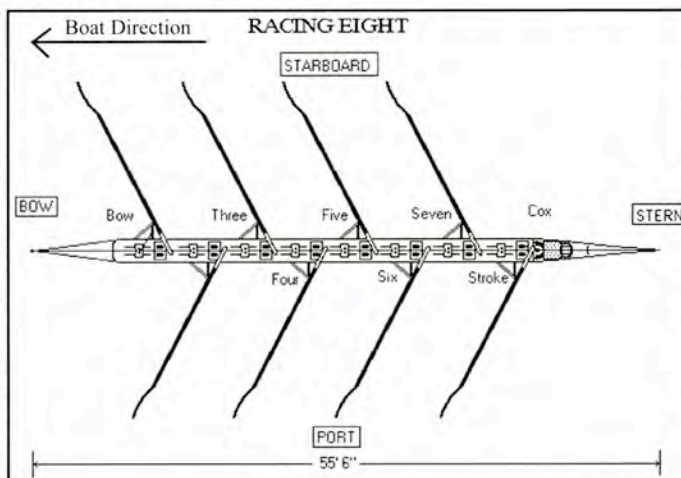 Boat Direction
RACING EIGHT
STARBOARD
BOW
Bow
Three
Five
Seven
Cox
STERN
Four
Six
Stroke
PORT
55' 6"